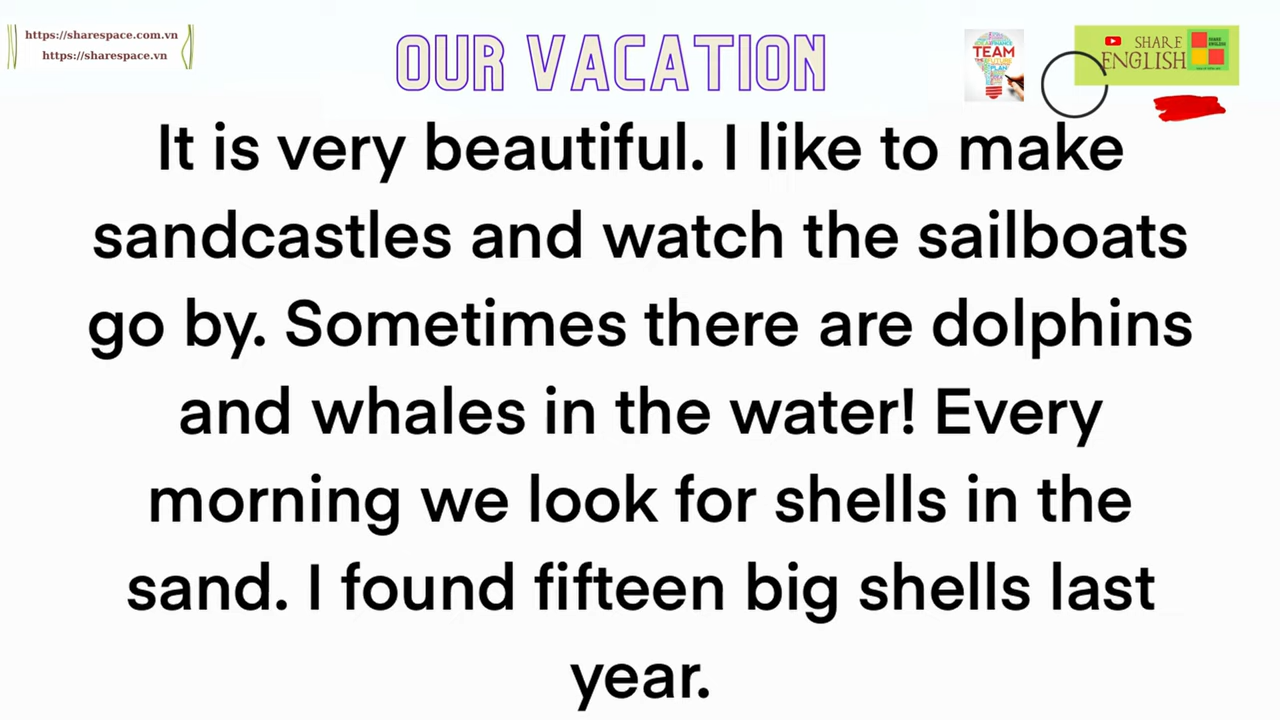 https://sharespace.com.vn
https://sharespace.vn
OUR VACATION
TEAM
PLAN
SHARE
ENGLISH
It is very beautiful. I like to make
sandcastles and watch the sailboats
go by. Sometimes there are dolphins
and whales in the water! Every
morning we look for shells in the
sand. I found fifteen big shells last
year.